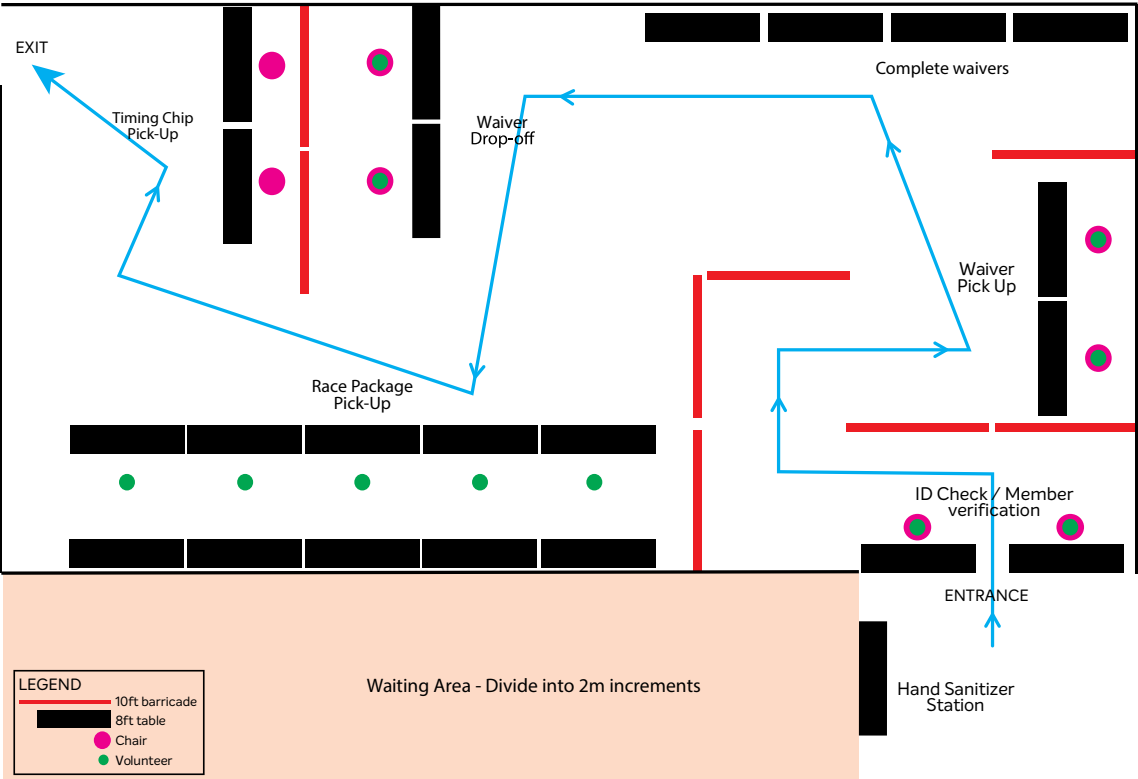 EXIT
Timing Chip
Pick-Up
Waiver
Drop-off
Complete waivers
Waiver
Pick Up
Race Package
Pick-Up
ID Check / Member
verification
ENTRANCE
Waiting Area - Divide into 2m increments
Hand Sanitizer
Station
LEGEND
10ft barricade
8ft table
Chair
Volunteer